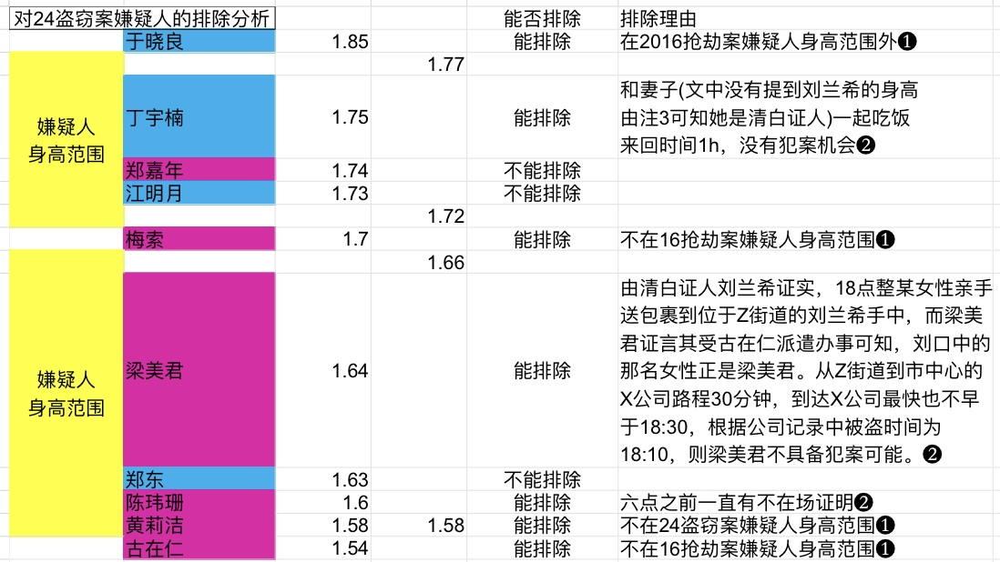 对24盗窃案嫌疑人的排除分析 能否排除 排除理由
于晓良 1.85 能排除 在2016抢劫案嫌疑人身高范围外❶
1.77
嫌疑人
身高范围
丁宇楠 1.75 能排除
和妻子(文中没有提到刘兰希的身高
由注3可知她是清白证人)一起吃饭
来回时间1h，没有犯案机会❷
郑嘉年 1.74 不能排除
江明月 1.73 不能排除
1.72
梅索 1.7 能排除 不在16抢劫案嫌疑人身高范围❶
1.66
嫌疑人
身高范围
梁美君 1.64 能排除
由清白证人刘兰希证实，18点整某女性亲手
送包裹到位于Z街道的刘兰希手中，而梁美
君证言其受古在仁派遣办事可知，刘口中的
那名女性正是梁美君。从Z街道到市中心的
X公司路程30分钟，到达X公司最快也不早
于18:30，根据公司记录中被盗时间为
18:10，则梁美君不具备犯案可能。❷
郑东 1.63 不能排除
陈玮珊 1.6 能排除 六点之前一直有不在场证明❷
黄莉洁 1.58 1.58 能排除 不在24盗窃案嫌疑人身高范围❶
古在仁 1.54 能排除 不在16抢劫案嫌疑人身高范围❶